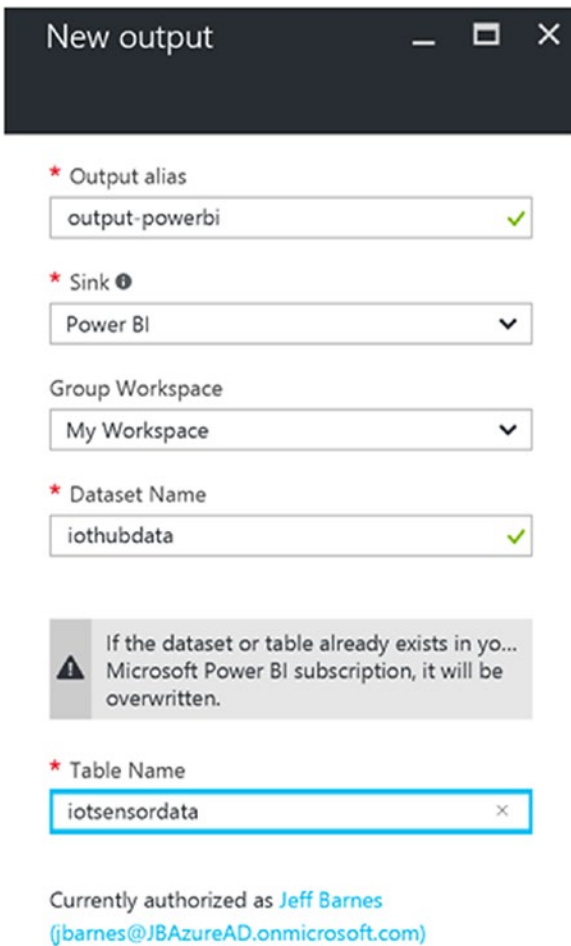 New output
* Output alias
output-powerbi
* Sink
Power BI
Group Workspace
My Workspace
* Dataset Name
iothubdata
If the dataset or table already exists in yo...
Microsoft Power BI subscription, it will be
overwritten.
* Table Name
iotsensordata
Currently authorized as Jeff Barnes
(jbarnes@JBAzureAD.onmicrosoft.com)